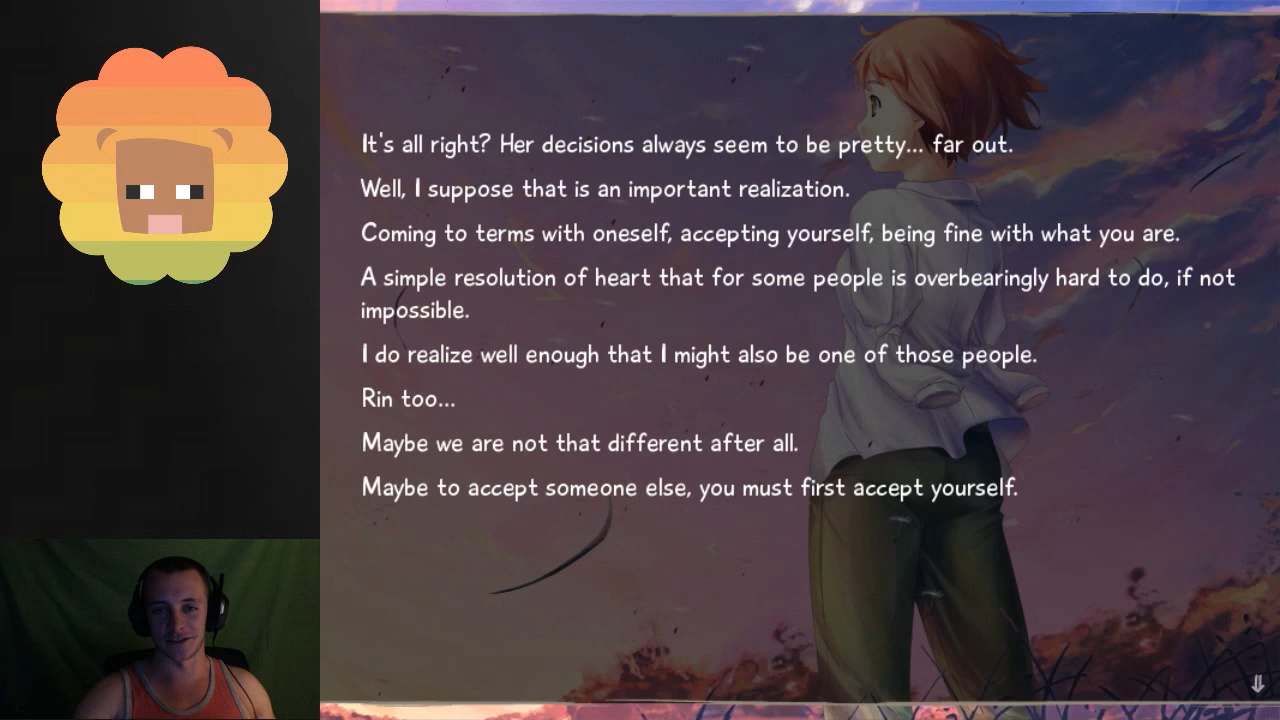 It's all right? Her decisions always seem to be pretty... far out.
Well, I suppose that is an important realization.
Coming to terms with oneself, accepting yourself, being fine with what you are.
A simple resolution of heart that for some people is overbearingly hard to do, if not
impossible.
I do realize well enough that I might also be one of those people.
Rin too...
Maybe we are not that different after all.
Maybe to accept someone else, you must first accept yourself.